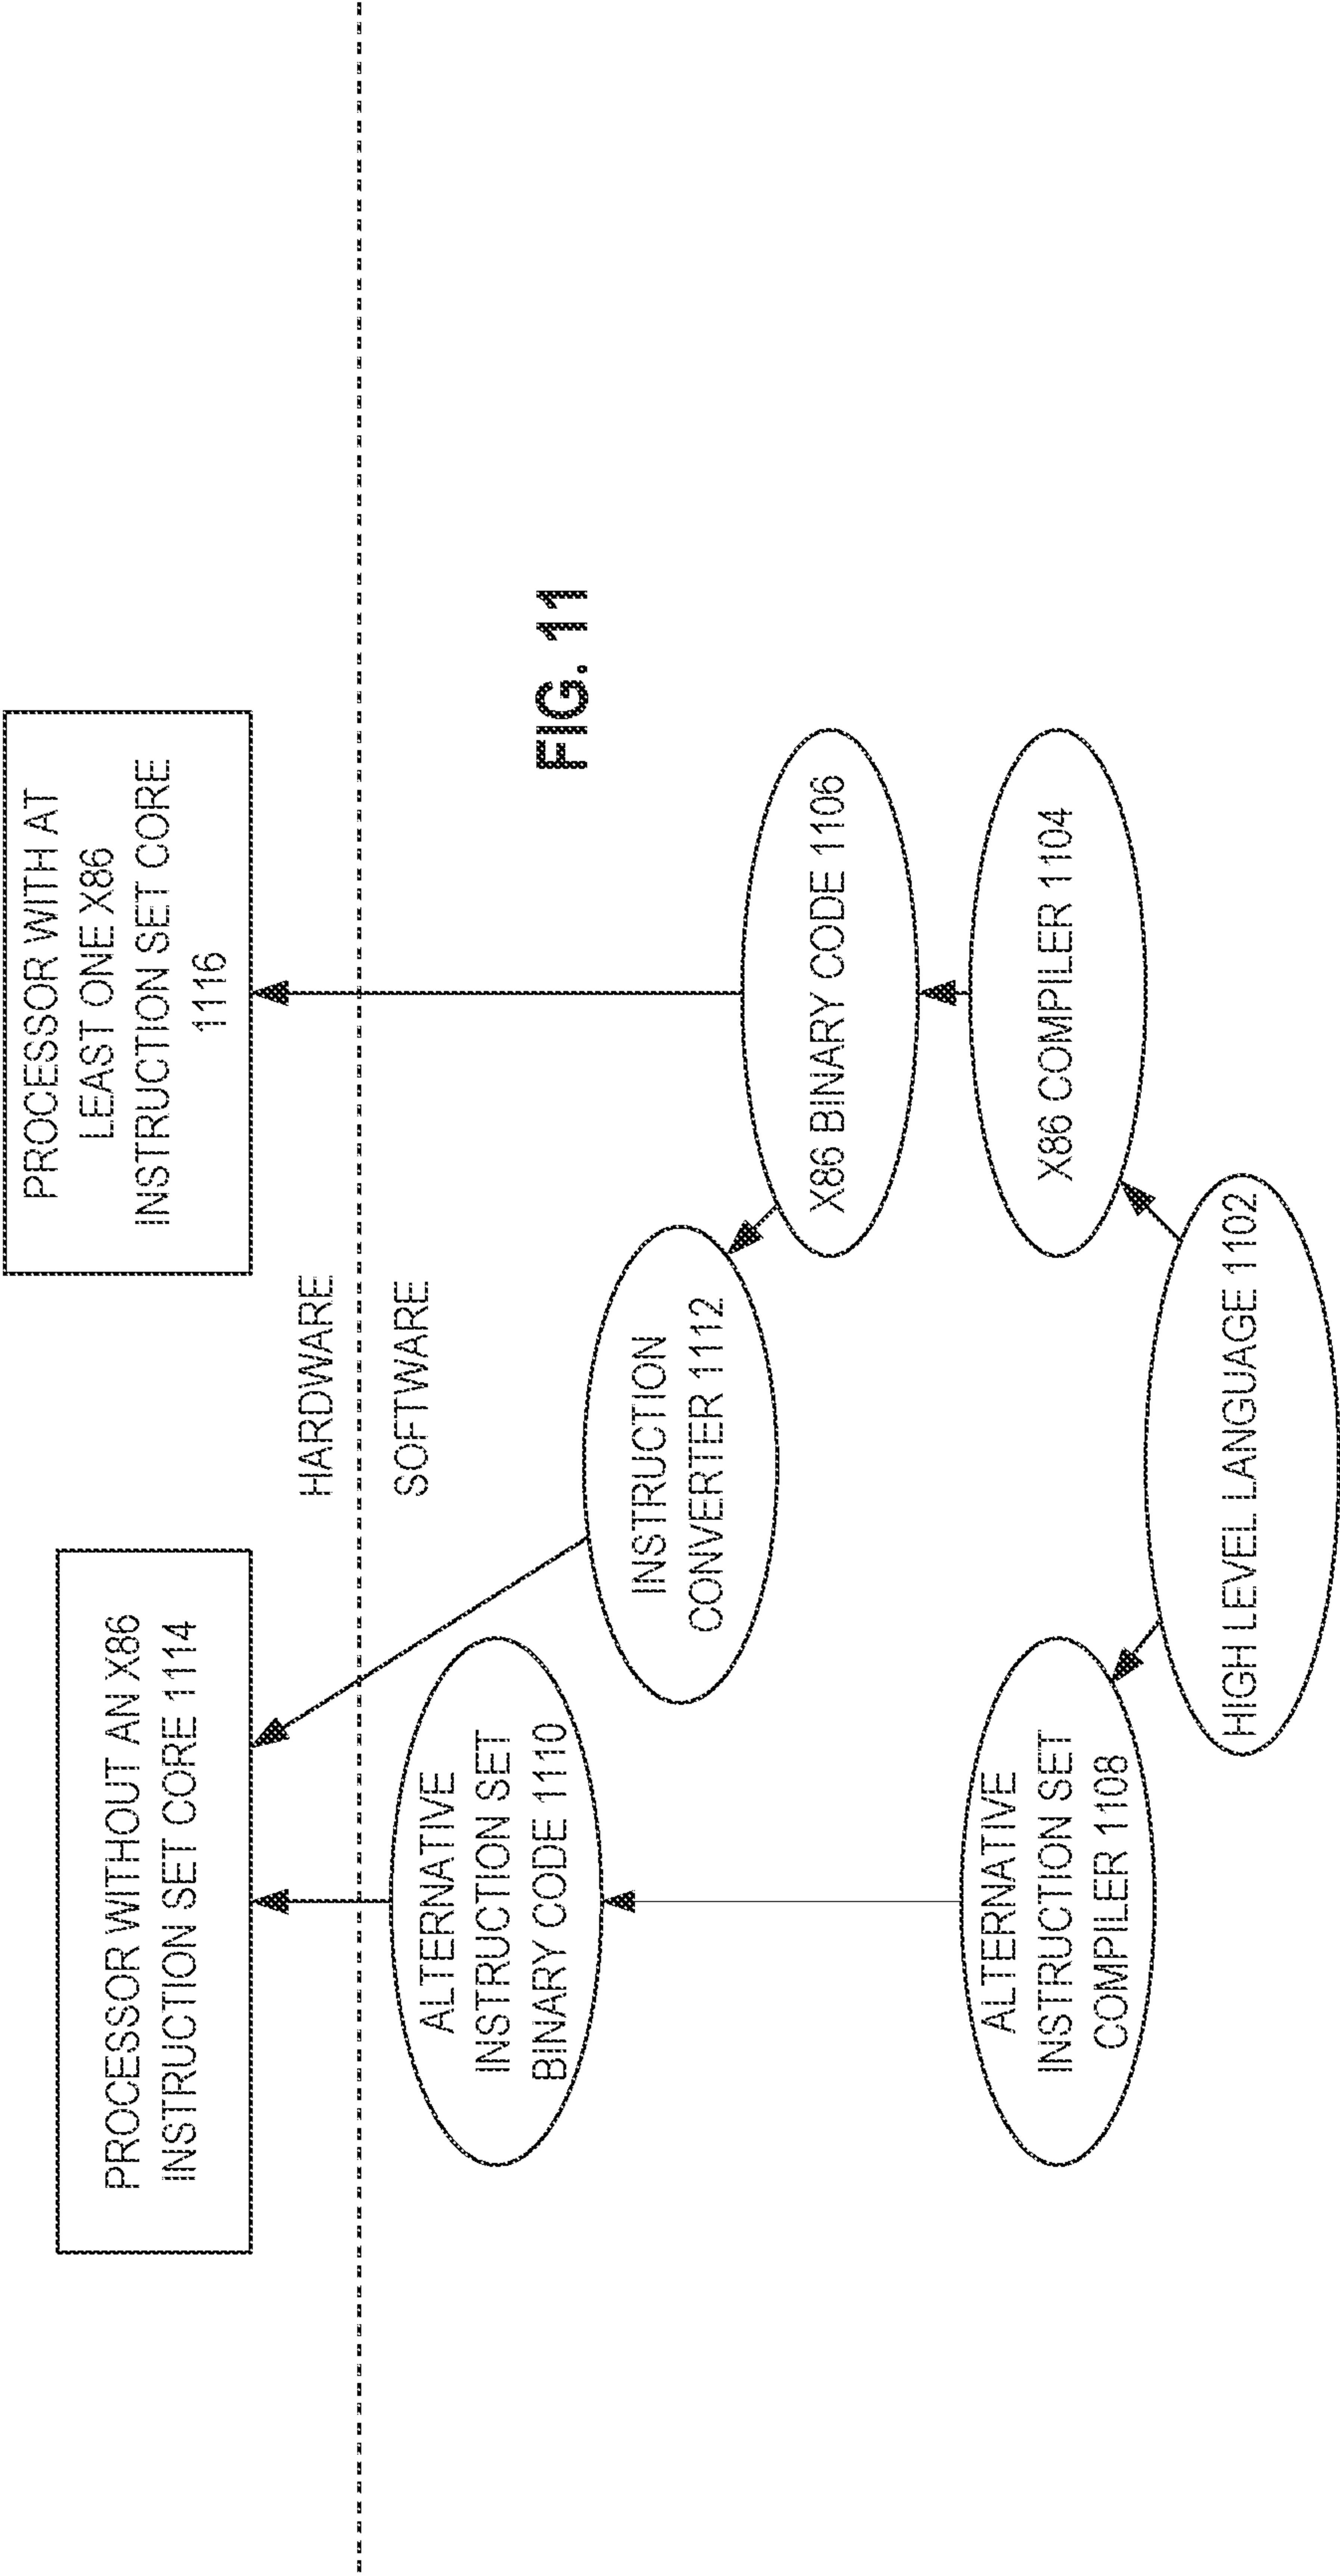 PROCESSOR WITHOUT AN X86
INSTRUCTION SET CORE 1114
PROCESSOR WITH AT
LEAST ONE X86
INSTRUCTION SET CORE
1116
HARDWARE
SOFTWARE
ALTERNATIVE
INSTRUCTION SET
BINARY CODE 1110
INSTRUCTION
CONVERTER 1112
FIG. 11
X86 BINARY CODE 1106
ALTERNATIVE
INSTRUCTION SET
COMPILER 1108
X86 COMPILER 1104
HIGH LEVEL LANGUAGE 1102